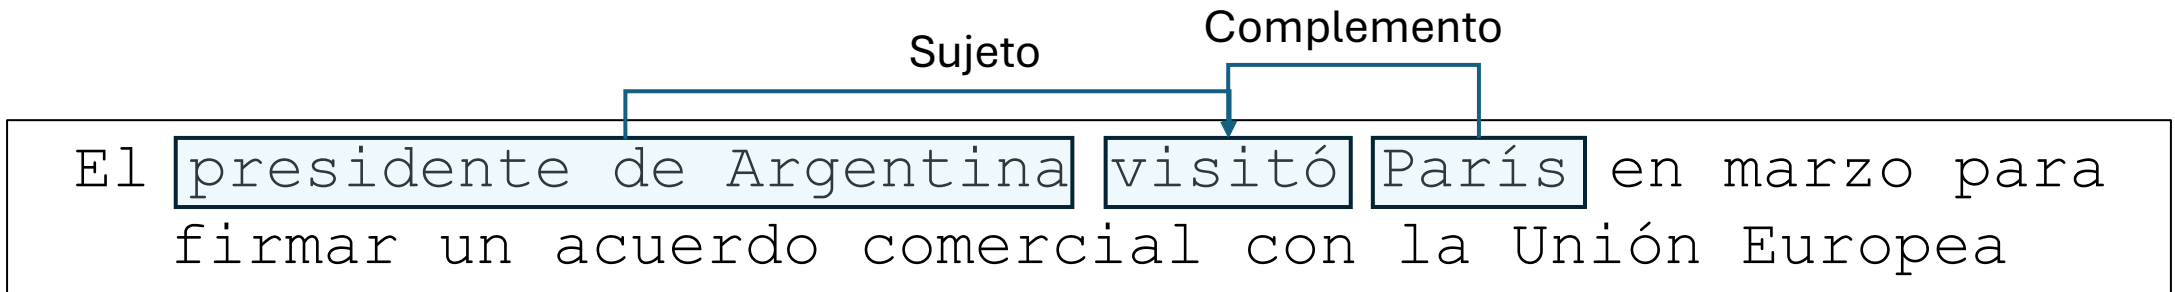 Complemento
Sujeto
El presidente de Argentina visitó París en marzo para
firmar un acuerdo comercial con la Unión Europea